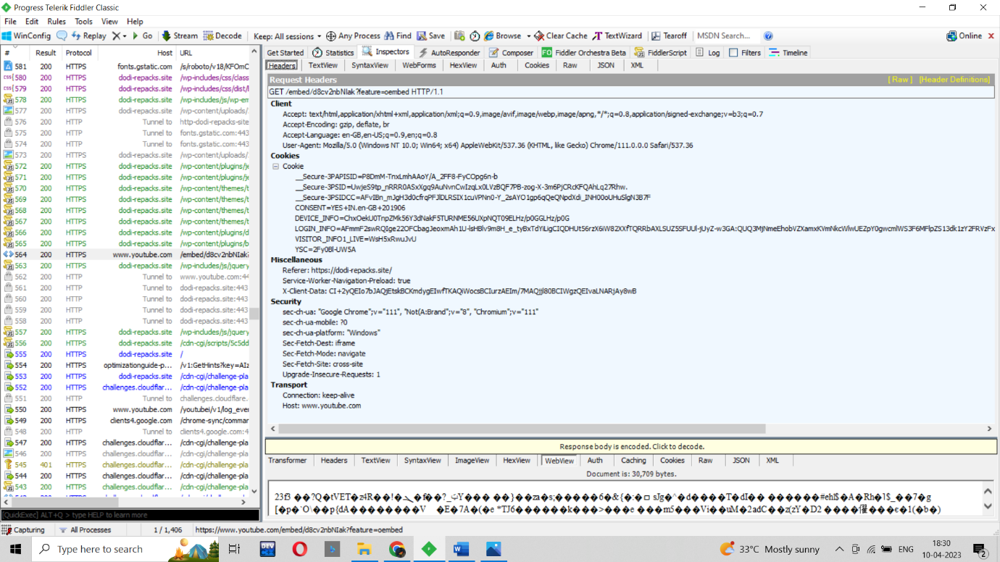 Progress Telerik Fiddler Classic
File Edit Rules Tools View Help
WinConfig Replay Go Stream Decode Keep: All sessions Any Process Find Save Browse Clear Cache TextWizard Tearoff MSDN Search... Online
# Result Protocol Host URL
581 200 HTTPS fonts.gstatic.com /s/roboto/v18/KFOmC
580 200 HTTPS dodi-repacks.site /wp-includes/css/class
579 200 HTTPS dodi-repacks.site /wp-includes/css/dist/
578 200 HTTPS dodi-repacks.site /wp-includes/js/wp-em
577 200 HTTPS dodi-repacks.site /wp-content/uploads/
576 200 HTTP Tunnel to http-dodi-repacks-site
575 200 HTTP Tunnel to fonts.gstatic.com:443
574 200 HTTP Tunnel to fonts.gstatic.com:443
573 200 HTTPS dodi-repacks.site /wp-content/uploads/
572 200 HTTPS dodi-repacks.site /wp-content/plugins/je
571 200 HTTPS dodi-repacks.site /wp-content/plugins/je
570 200 HTTPS dodi-repacks.site /wp-content/themes/t
569 200 HTTPS dodi-repacks.site /wp-content/themes/t
568 200 HTTPS dodi-repacks.site /wp-content/themes/t
567 200 HTTPS dodi-repacks.site /wp-content/themes/t
566 200 HTTPS dodi-repacks.site /wp-content/plugins/d
565 200 HTTPS dodi-repacks.site /wp-content/plugins/b
564 200 HTTPS www.youtube.com /embed/d8cv2nbNIak?
563 200 HTTPS dodi-repacks.site /wp-includes/js/jquery
562 200 HTTP Tunnel to www.youtube.com:44
561 200 HTTP Tunnel to dodi-repacks.site:443
560 200 HTTP Tunnel to dodi-repacks.site:443
559 200 HTTP Tunnel to dodi-repacks.site:443
558 200 HTTP Tunnel to dodi-repacks.site:443
557 200 HTTPS dodi-repacks.site /wp-includes/js/jquery
556 200 HTTPS dodi-repacks.site /cdn-cgi/scripts/5c5dd
555 200 HTTPS dodi-repacks.site /
554 200 HTTPS optimizationguide-p... /v1:GetHints?key=AIz
553 200 HTTPS dodi-repacks.site /cdn-cgi/challenge-pla
552 200 HTTPS challenges.cloudflar... /cdn-cgi/challenge-pla
551 200 HTTP Tunnel to challenges.cloudflare.
550 200 HTTPS www.youtube.com /youtubei/v1/log_eve
549 200 HTTPS clients4.google.com /chrome-sync/commar
548 200 HTTP Tunnel to clients4.google.com:4
547 200 HTTPS challenges.cloudflar... /cdn-cgi/challenge-pla
546 200 HTTPS challenges.cloudflar... /cdn-cgi/challenge-pla
545 401 HTTPS challenges.cloudflar... /cdn-cgi/challenge-pla
544 200 HTTPS challenges.cloudflar... /cdn-cgi/challenge-pla
543 200 HTTPS challenges.cloudflar... /cdn-cgi/challenge-pla
[QuickExec] ALT+Q > type HELP to learn more
Get Started Statistics Inspectors AutoResponder Composer FO Fiddler Orchestra Beta FiddlerScript Log Filters Timeline
Headers TextView SyntaxView WebForms HexView Auth Cookies Raw JSON XML
Request Headers [ Raw ] [Header Definitions]
GET /embed/d8cv2nbNIak?feature=oembed HTTP/1.1
Client
Accept: text/html,application/xhtml+xml,application/xml;q=0.9,image/avif,image/webp,image/apng,*/*;q=0.8,application/signed-exchange;v=b3;q=0.7
Accept-Encoding: gzip, deflate, br
Accept-Language: en-GB,en-US;q=0.9,en;q=0.8
User-Agent: Mozilla/5.0 (Windows NT 10.0; Win64; x64) AppleWebKit/537.36 (KHTML, like Gecko) Chrome/111.0.0.0 Safari/537.36
Cookies
Cookie
__Secure-3PAPISID=P8DmM-TnxLmhAAoY/A_2FF8-FyCOpg6n-b
__Secure-3PSID=UwjeS9tp_nRRR0ASxXgq9AuNvnCwIzqLx0LVzBQF7PB-zog-X-3m6PjCRcKFQAhLq27Rhw.
__Secure-3PSIDCC=AFvIBn_mJgH3d0cfrqPFJlDLRSIX1cuVPNn0-Y_2sAYO1gp6qQeQNpdXdi_INH00oUHuSlgN3B7F
CONSENT=YES+IN.en-GB+201906
DEVICE_INFO=ChxOekU0TnpZMk56Y3dNakF5TURNME56UXpNQT09ELHz/p0GGLHz/p0G
VISITOR_INFO1_LIVE=WsH5xRwuJvU
YSC=2Fy0Bl-UW5A
Miscellaneous
Referer: https://dodi-repacks.site/
Service-Worker-Navigation-Preload: true
X-Client-Data: CI+2yQEIo7bJAQjEtskBCKmdygEIwfTKAQiWocsBCIurzAEIm/7MAQjjl80BCIWgzQEIvaLNARjAy8wB
Security
sec-ch-ua: "Google Chrome";v="111", "Not(A:Brand";v="8", "Chromium";v="111"
sec-ch-ua-mobile: ?0
sec-ch-ua-platform: "Windows"
Sec-Fetch-Dest: iframe
Sec-Fetch-Mode: navigate
Sec-Fetch-Site: cross-site
Upgrade-Insecure-Requests: 1
Transport
Connection: keep-alive
Host: www.youtube.com
Response body is encoded. Click to decode.
Transformer Headers TextView SyntaxView ImageView HexView WebView Auth Caching Cookies Raw JSON XML
Document is: 30,709 bytes.
Capturing All Processes 1 / 1,406 https://www.youtube.com/embed/d8cv2nbNIak?feature=oembed
Type here to search DEV 33°C Mostly sunny ENG 18:30
10-04-2023 2